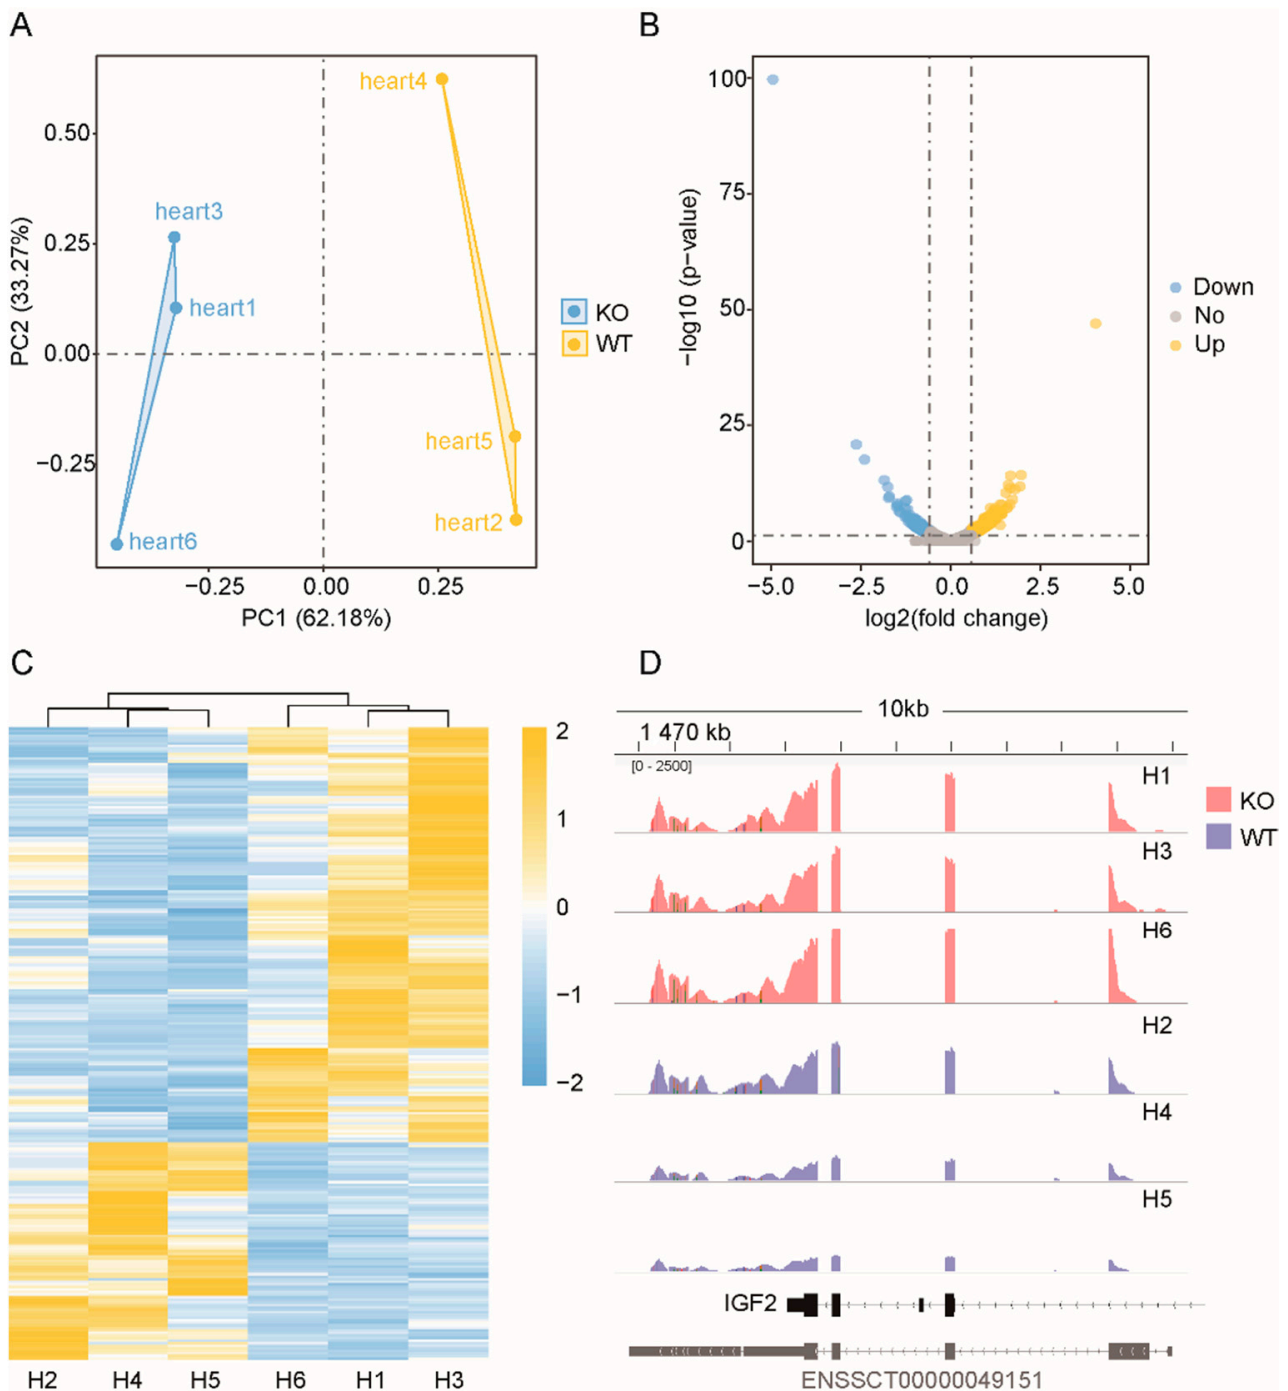 A
heart4
0.50
heart3
0.25
heart1
KO
WT
0.00
PC2 (33.27%)
heart5
−0.25
heart2
heart6
−0.25
0.00
0.25
PC1 (62.18%)
B
100
75
50
25
0
−log10 (p−value)
Down
No
Up
−5.0
−2.5
0.0
2.5
5.0
log2(fold change)
C
2
1
0
−1
−2
H2
H4
H5
H6
H1
H3
D
10kb
1 470 kb
[0 - 2500]
H1
KO
WT
H3
H6
H2
H4
H5
IGF2
ENSSCT00000049151